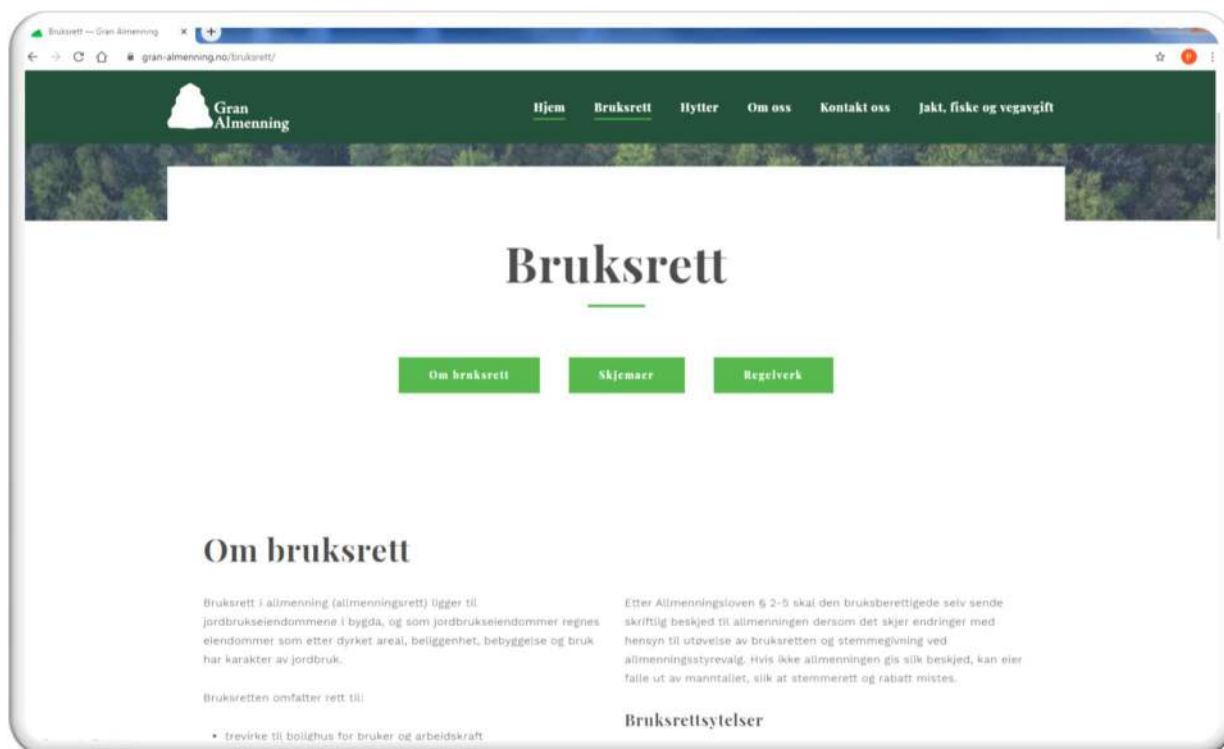 Bruksrett — Gran Almenning
gran-almenning.no/bruksrett/
Gran
Almenning
Hjem Bruksrett Hytter Om oss Kontakt oss Jakt, fiske og vegavgift
Bruksrett
Om bruksrett Skjemaer Regelverk
Om bruksrett
Bruksrett i allmenning (allmenningsrett) ligger til
jordbrukseiendommene i bygda, og som jordbrukseiendommer regnes
eiendommer som etter dyrket areal, beliggenhet, bebyggelse og bruk
har karakter av jordbruk.
Bruksretten omfatter rett til:
• trevirke til bolighus for bruker og arbeidskraft
Etter Allmenningsloven § 2-5 skal den bruksberettigede selv sende
skriftlig beskjed til allmenningen dersom det skjer endringer med
hensyn til utøvelse av bruksretten og stemmegivning ved
allmenningsstyrevalg. Hvis ikke allmenningen gis slik beskjed, kan eier
falle ut av manntallet, slik at stemmerett og rabatt mistes.
Bruksrettsytelser